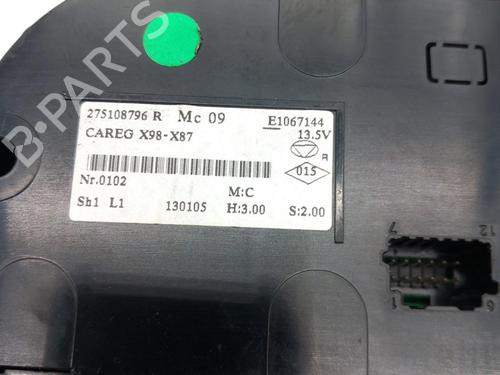 B-PARTS
275108796 R Mc 09 E1067144
CAREG X98-X87 13.5V
R
015
Nr.0102
M:C
Sh1 L1 130105 H:3.00 S:2.00
7 12
1 6